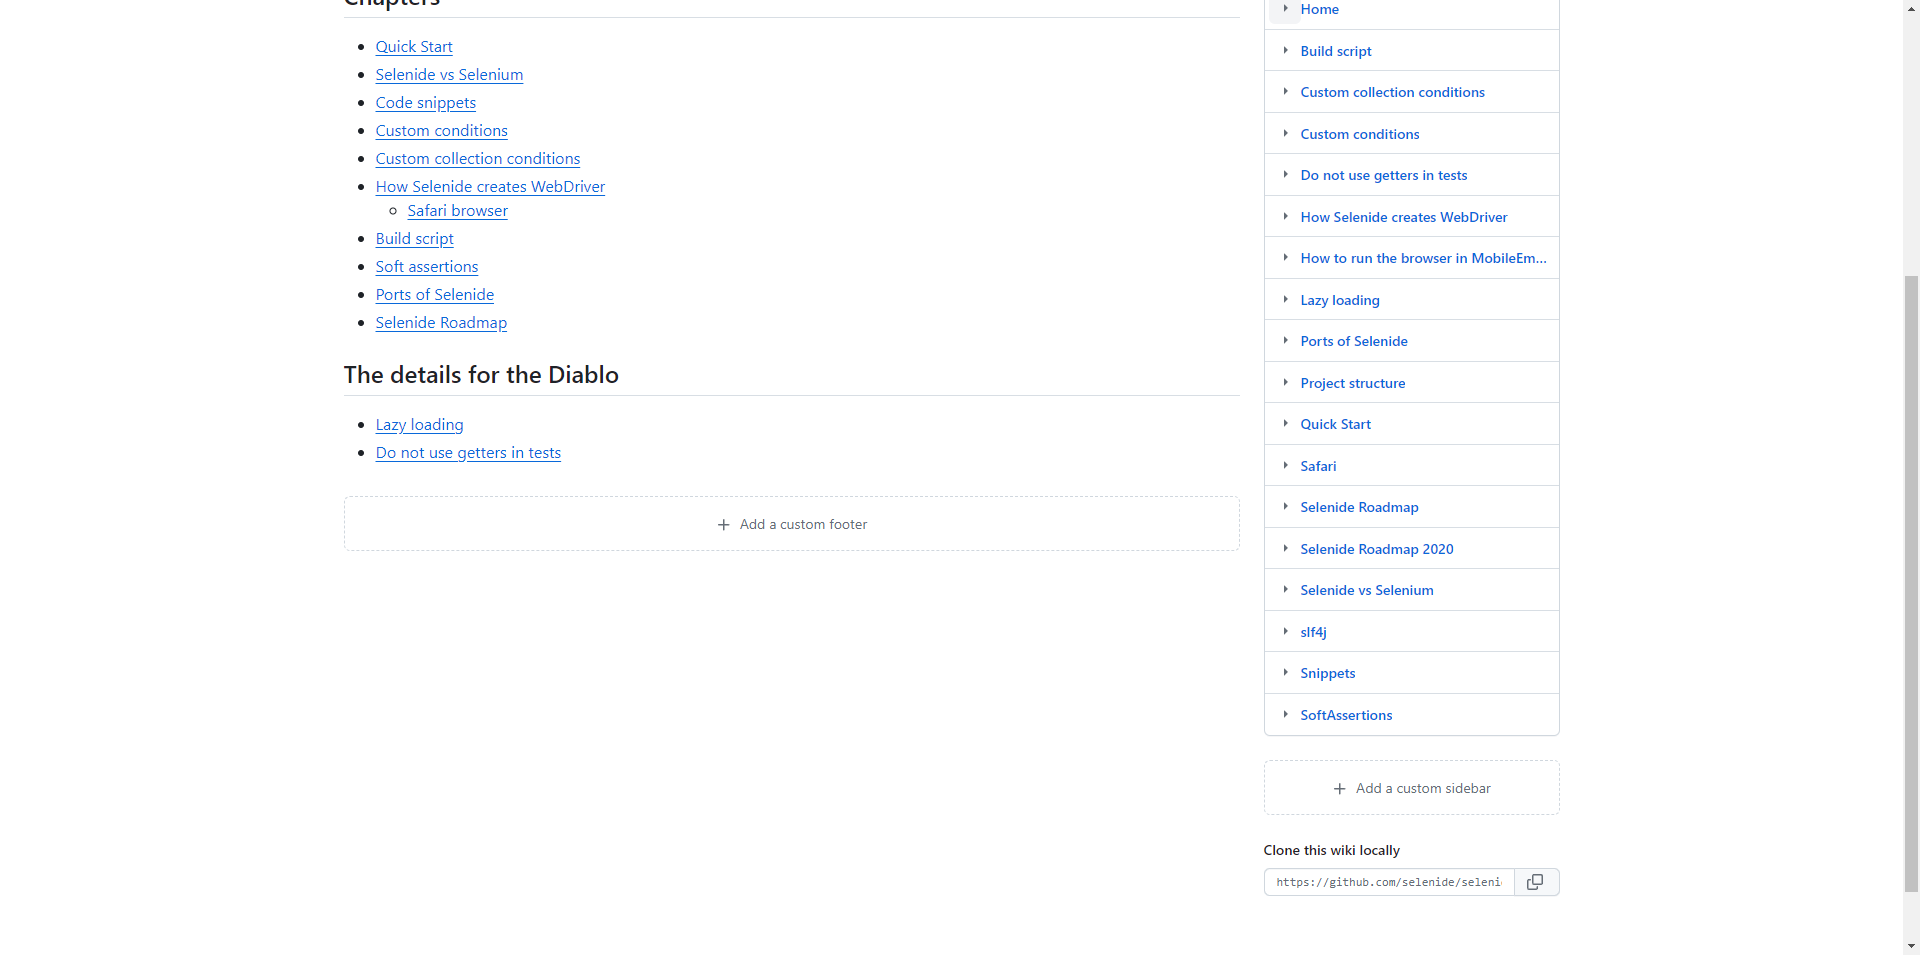 Chapters
Quick Start
Selenide vs Selenium
Code snippets
Custom conditions
Custom collection conditions
How Selenide creates WebDriver
Safari browser
Build script
Soft assertions
Ports of Selenide
Selenide Roadmap
The details for the Diablo
Lazy loading
Do not use getters in tests
Add a custom footer
Home
Build script
Custom collection conditions
Custom conditions
Do not use getters in tests
How Selenide creates WebDriver
How to run the browser in MobileEm...
Lazy loading
Ports of Selenide
Project structure
Quick Start
Safari
Selenide Roadmap
Selenide Roadmap 2020
Selenide vs Selenium
slf4j
Snippets
SoftAssertions
Add a custom sidebar
Clone this wiki locally
https://github.com/selenide/seleni